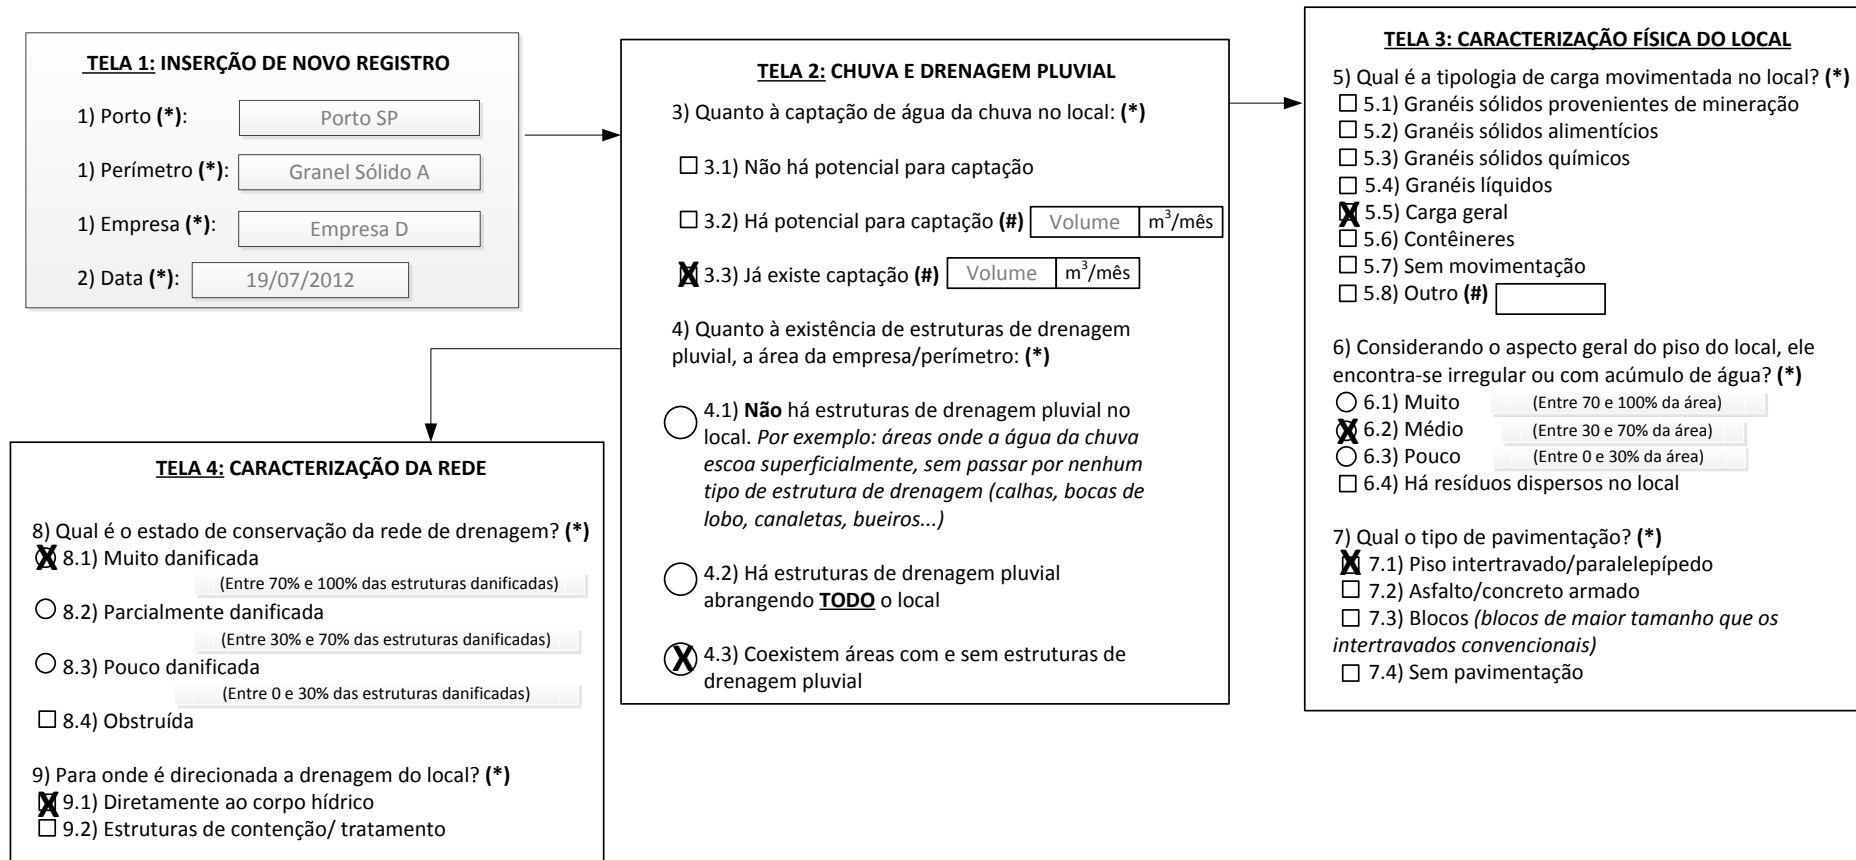 TELA 1: INSERÇÃO DE NOVO REGISTRO
1) Porto (*): Porto SP
1) Perímetro (*): Granel Sólido A
1) Empresa (*): Empresa D
2) Data (*): 19/07/2012
TELA 2: CHUVA E DRENAGEM PLUVIAL
3) Quanto à captação de água da chuva no local: (*)
3.1) Não há potencial para captação
3.2) Há potencial para captação (#) Volume m³/mês
X 3.3) Já existe captação (#) Volume m³/mês
4) Quanto à existência de estruturas de drenagem
pluvial, a área da empresa/perímetro: (*)
4.1) Não há estruturas de drenagem pluvial no
local. Por exemplo: áreas onde a água da chuva
escoa superficialmente, sem passar por nenhum
tipo de estrutura de drenagem (calhas, bocas de
lobo, canaletas, bueiros...)
4.2) Há estruturas de drenagem pluvial
abrangendo TODO o local
X 4.3) Coexistem áreas com e sem estruturas de
drenagem pluvial
TELA 3: CARACTERIZAÇÃO FÍSICA DO LOCAL
5) Qual é a tipologia de carga movimentada no local? (*)
5.1) Granéis sólidos provenientes de mineração
5.2) Granéis sólidos alimentícios
5.3) Granéis sólidos químicos
5.4) Granéis líquidos
X 5.5) Carga geral
5.6) Contêineres
5.7) Sem movimentação
5.8) Outro (#)
6) Considerando o aspecto geral do piso do local, ele
encontra-se irregular ou com acúmulo de água? (*)
6.1) Muito (Entre 70 e 100% da área)
X 6.2) Médio (Entre 30 e 70% da área)
6.3) Pouco (Entre 0 e 30% da área)
6.4) Há resíduos dispersos no local
7) Qual o tipo de pavimentação? (*)
X 7.1) Piso intertravado/paralelepípedo
7.2) Asfalto/concreto armado
7.3) Blocos (blocos de maior tamanho que os
intertravados convencionais)
7.4) Sem pavimentação
TELA 4: CARACTERIZAÇÃO DA REDE
8) Qual é o estado de conservação da rede de drenagem? (*)
X 8.1) Muito danificada
(Entre 70% e 100% das estruturas danificadas)
8.2) Parcialmente danificada
(Entre 30% e 70% das estruturas danificadas)
8.3) Pouco danificada
(Entre 0 e 30% das estruturas danificadas)
8.4) Obstruída
9) Para onde é direcionada a drenagem do local? (*)
X 9.1) Diretamente ao corpo hídrico
9.2) Estruturas de contenção/ tratamento